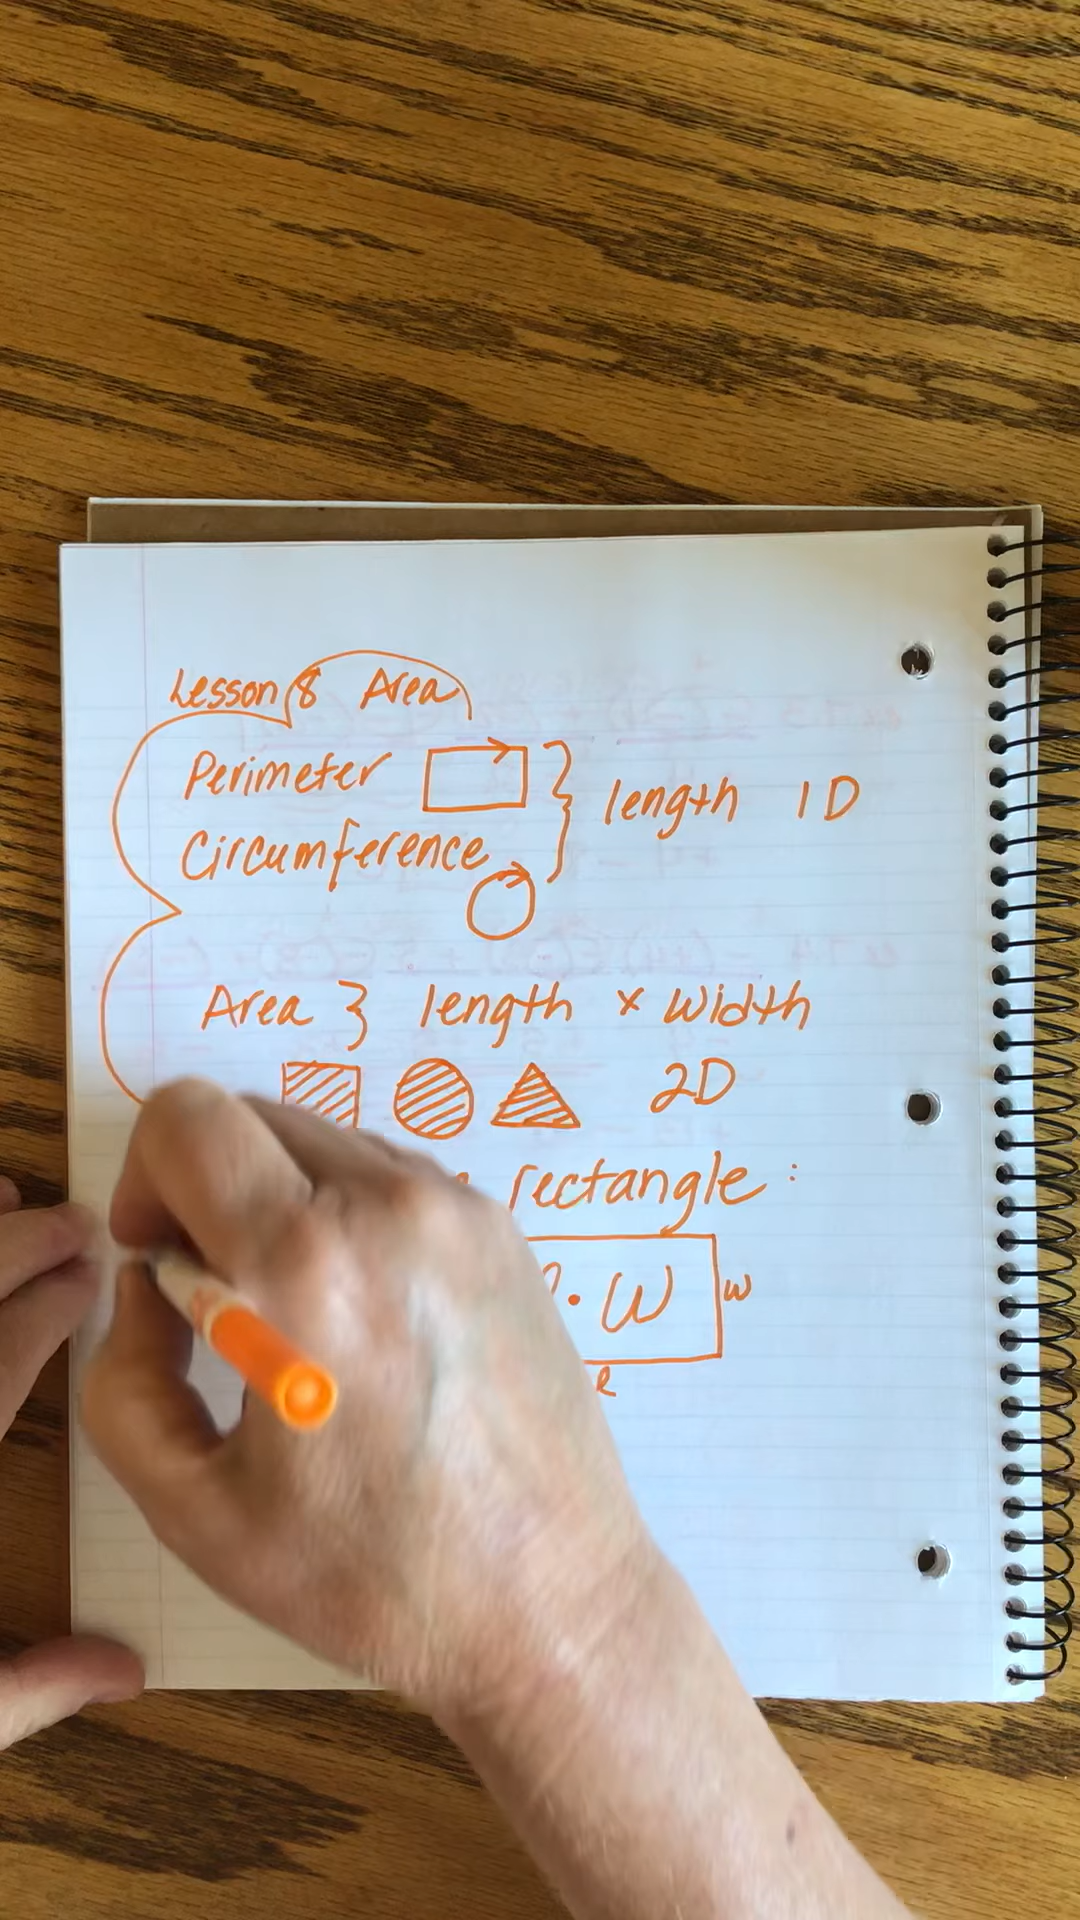 Lesson 8 Area
Perimeter
length 1D
Circumference
Area } length x width
2D
rectangle :
· w
w
l